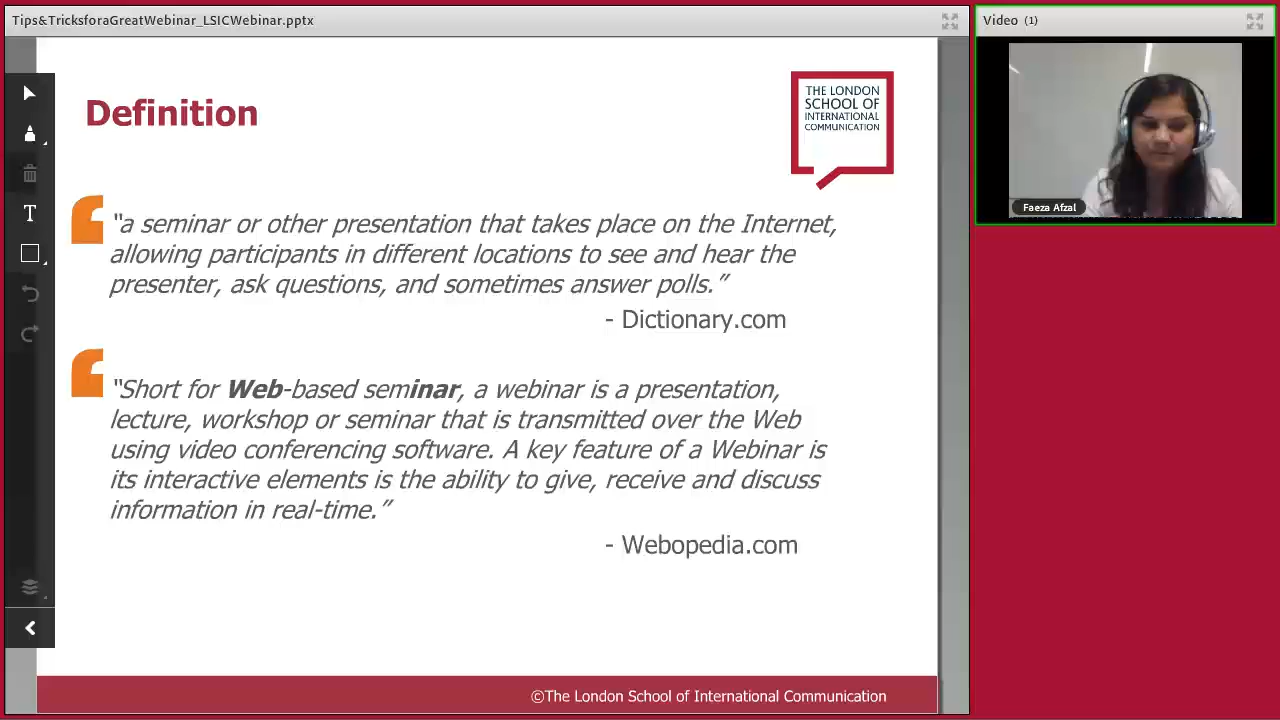 Tips&TricksforaGreatWebinar_LSICWebinar.pptx
Video (1)
Definition
THE LONDON
SCHOOL OF
INTERNATIONAL
COMMUNICATION
Faeza Afzal
“a seminar or other presentation that takes place on the Internet,
allowing participants in different locations to see and hear the
presenter, ask questions, and sometimes answer polls.”
- Dictionary.com
“Short for Web-based seminar, a webinar is a presentation,
lecture, workshop or seminar that is transmitted over the Web
using video conferencing software. A key feature of a Webinar is
its interactive elements is the ability to give, receive and discuss
information in real-time.”
- Webopedia.com
©The London School of International Communication